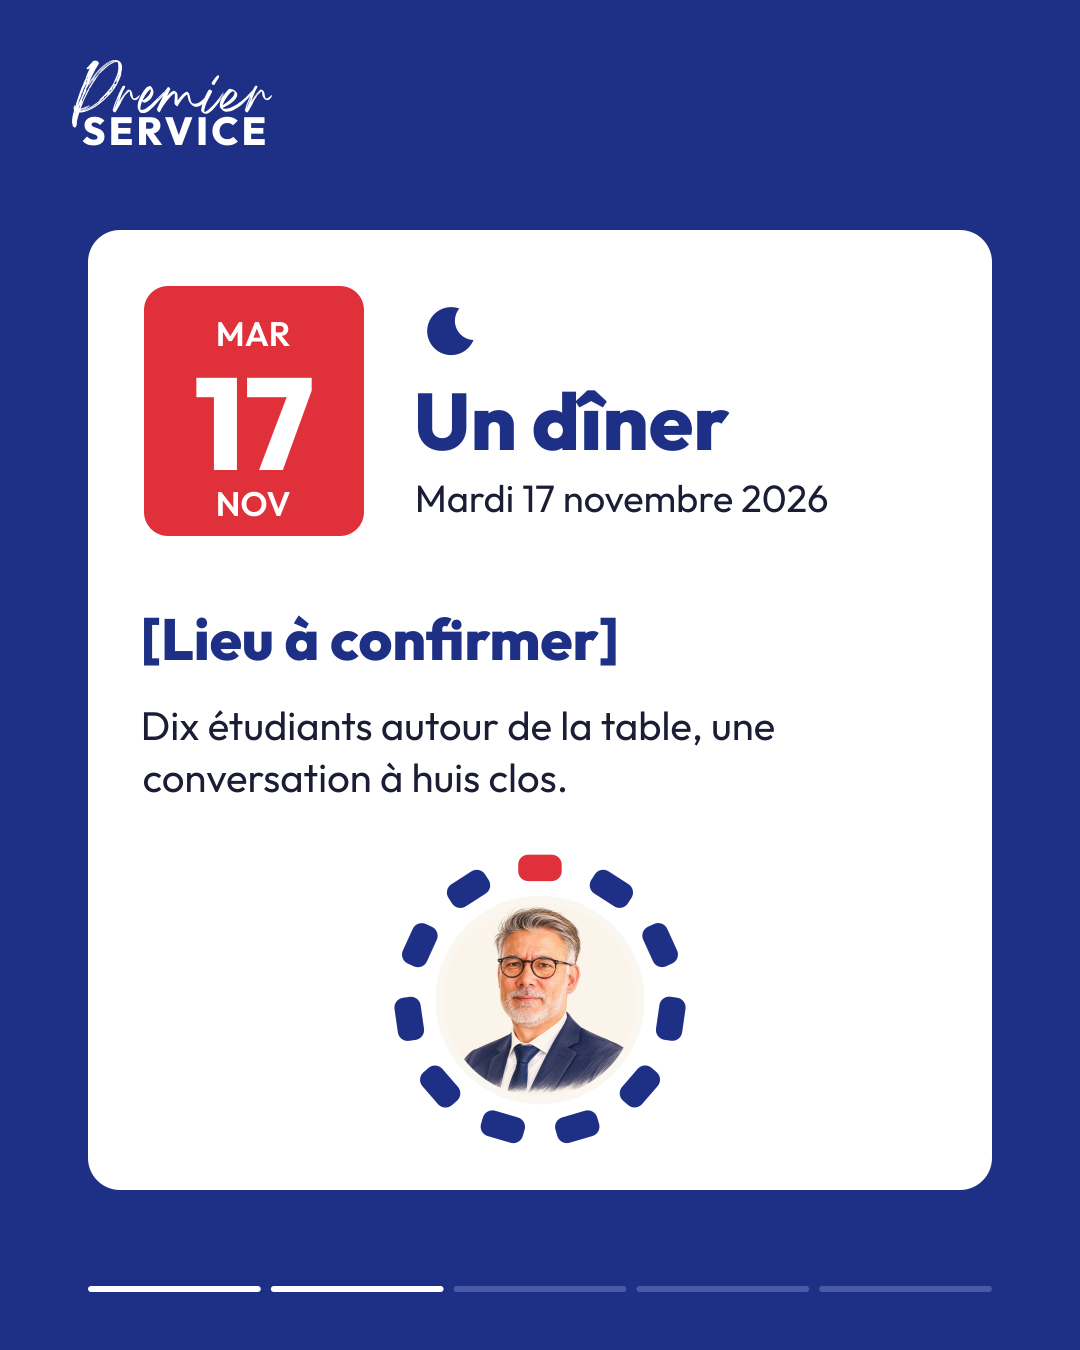 Premier
SERVICE
MAR
17
NOV
Un dîner
Mardi 17 novembre 2026
[Lieu à confirmer]
Dix étudiants autour de la table, une
conversation à huis clos.